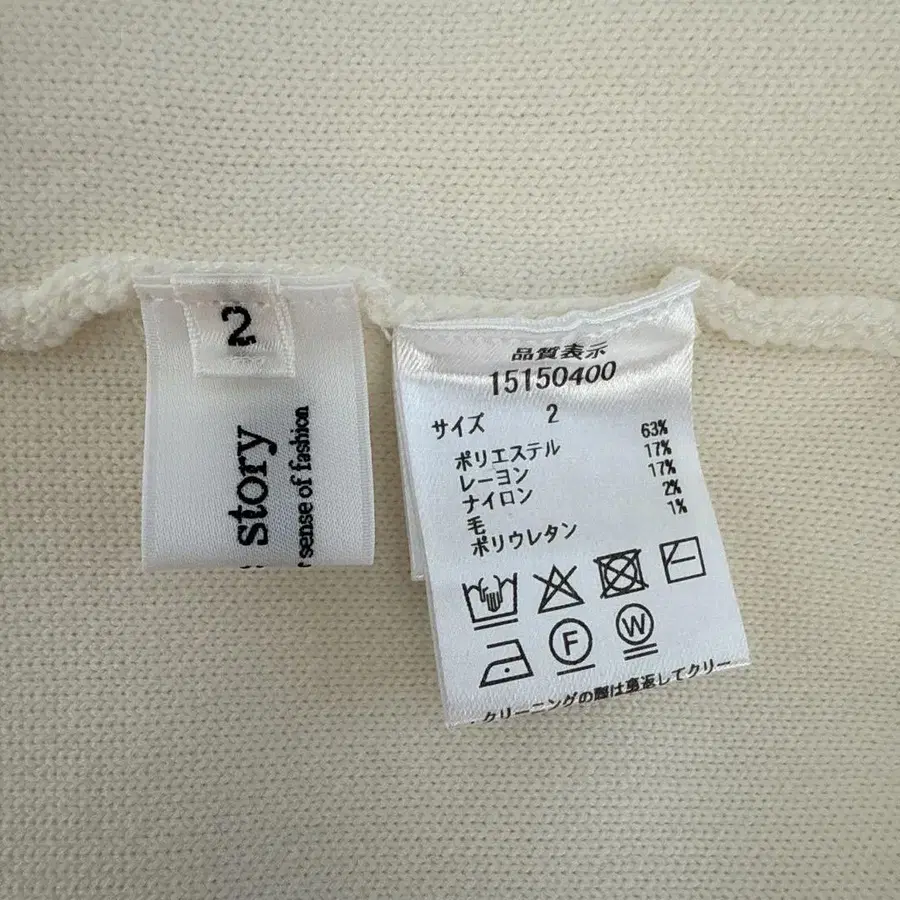 2
story
sense of fashion
品質表示
15150400
サイズ 2
ポリエステル 63%
レーヨン 17%
ナイロン 17%
毛 2%
ポリウレタン 1%
F
W
クリーニングの際は裏返してクリー